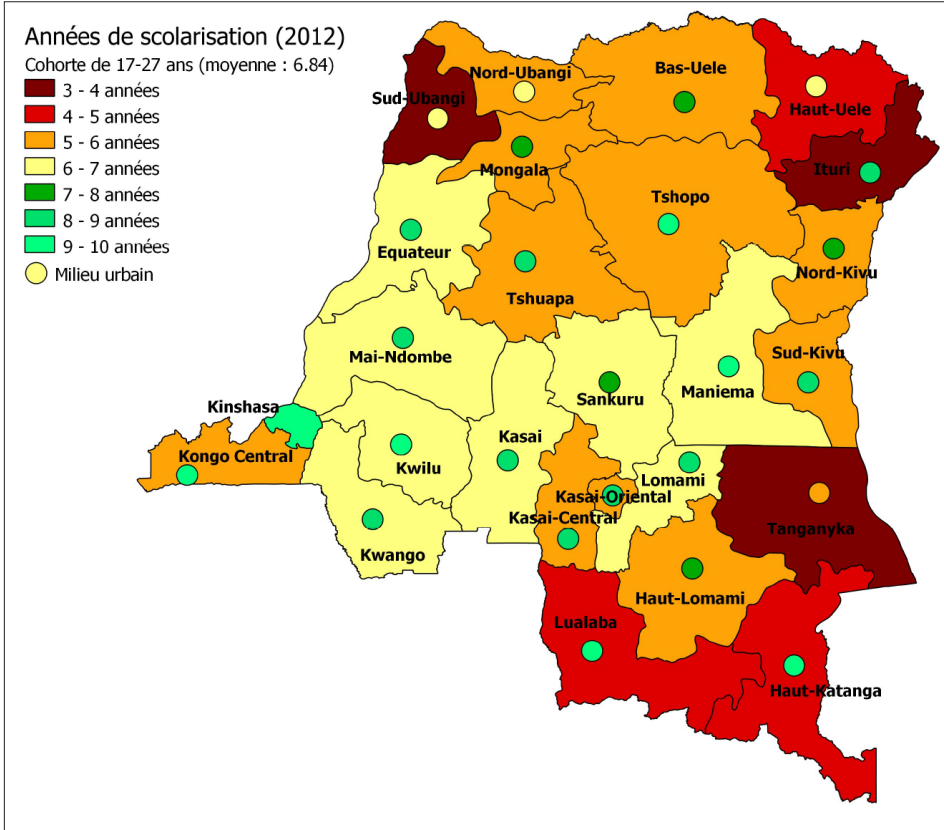 Années de scolarisation (2012)
Cohorte de 17-27 ans (moyenne : 6.84)
3 - 4 années
4 - 5 années
5 - 6 années
6 - 7 années
7 - 8 années
8 - 9 années
9 - 10 années
Milieu urbain
Nord-Ubangi
Bas-Uele
Sud-Ubangi
Haut-Uele
Mongala
Ituri
Tshopo
Equateur
Nord-Kivu
Tshuapa
Mai-Ndombe
Sud-Kivu
Sankuru
Maniema
Kinshasa
Kasai
Kongo Central
Kwilu
Lomami
Kasai-Oriental
Kasai-Central
Tanganyka
Kwango
Haut-Lomami
Lualaba
Haut-Katanga